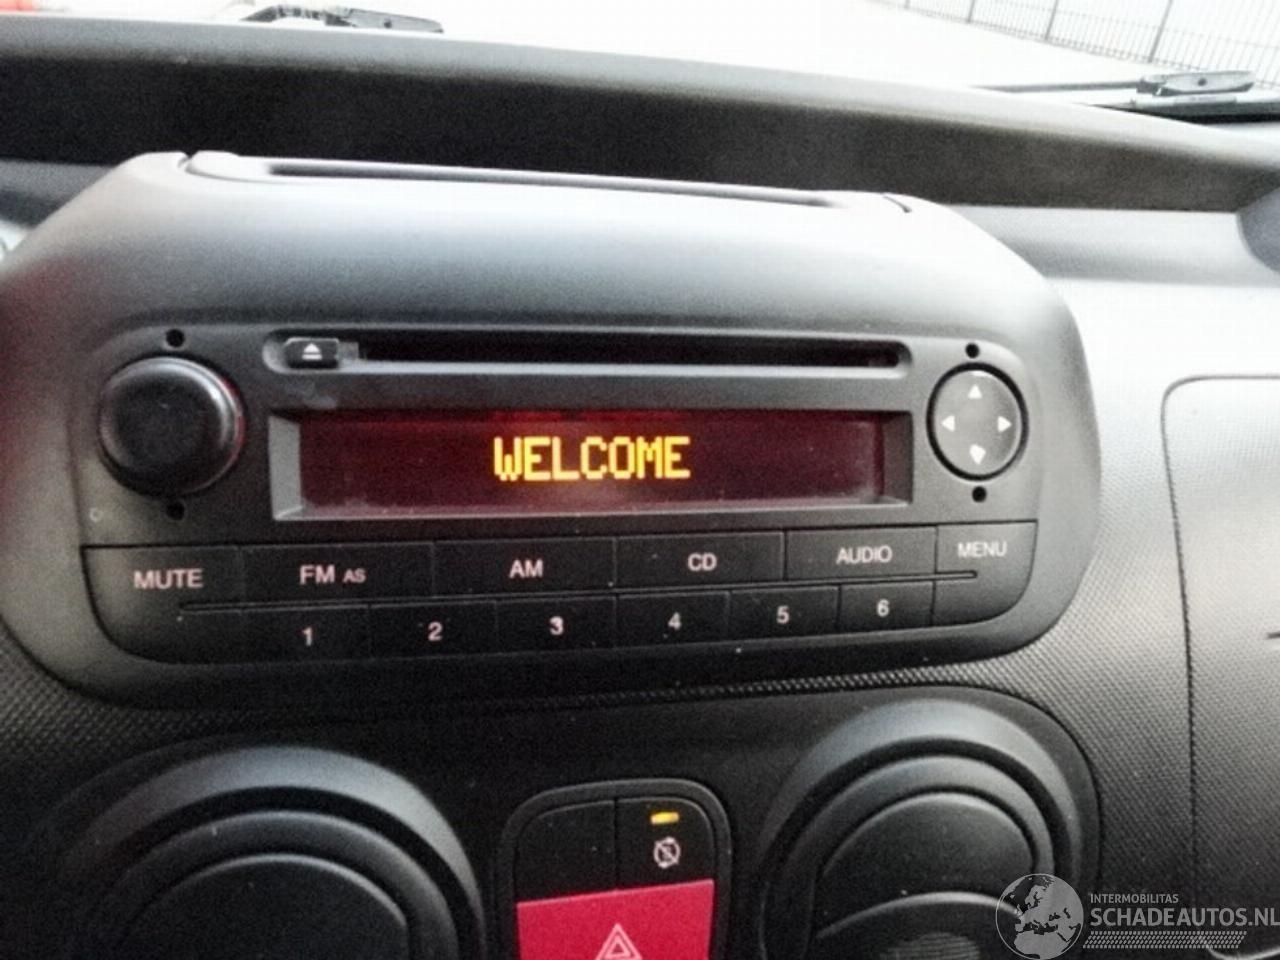 WELCOME
MUTE FM AS AM CD AUDIO MENU
1 2 3 4 5 6
INTERMOBILITAS
SCHADEAUTOS.NL